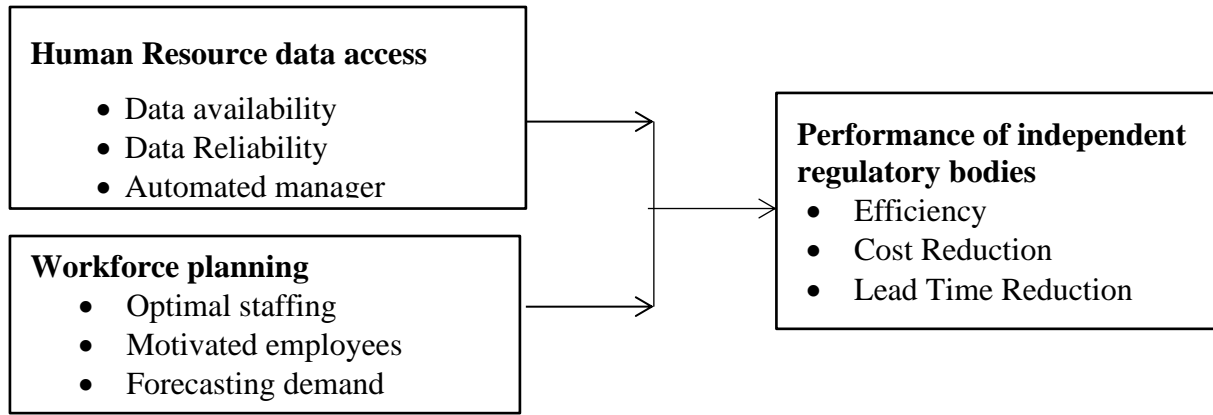 Human Resource data access
• Data availability
• Data Reliability
• Automated manager
Workforce planning
• Optimal staffing
• Motivated employees
• Forecasting demand
Performance of independent
regulatory bodies
• Efficiency
• Cost Reduction
• Lead Time Reduction